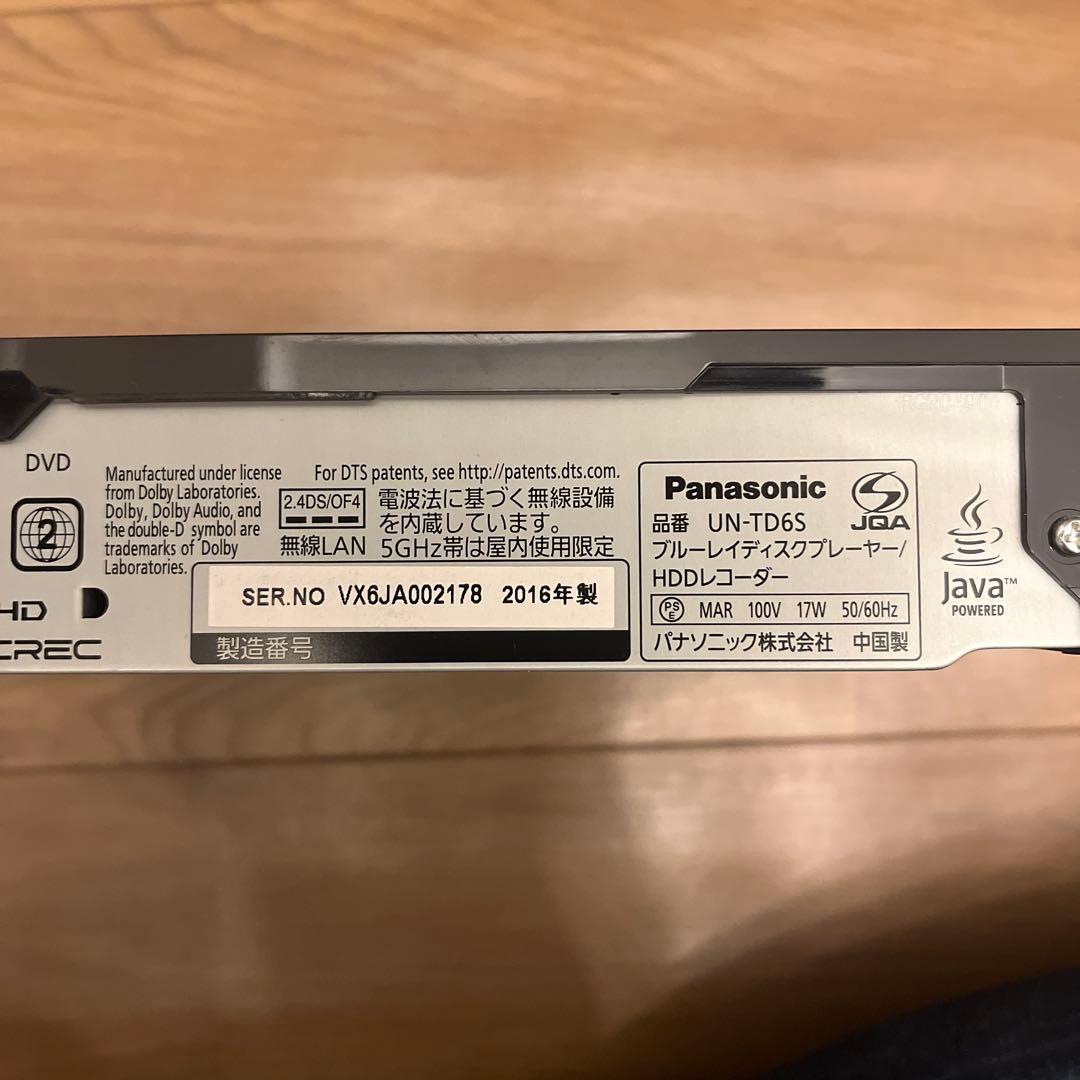 DVD
2
HD
CREC
Manufactured under license
from Dolby Laboratories.
Dolby, Dolby Audio, and
the double-D symbol are
trademarks of Dolby
Laboratories.
For DTS patents, see http://patents.dts.com.
2.4DS/OF4
無線LAN
電波法に基づく無線設備
を内蔵しています。
5GHz帯は屋内使用限定
SER.NO VX6JA002178 2016年製
製造番号
Panasonic
JQA
品番 UN-TD6S
ブルーレイディスクプレーヤー/
HDDレコーダー
PSE MAR 100V 17W 50/60Hz
パナソニック株式会社 中国製
Java™
POWERED